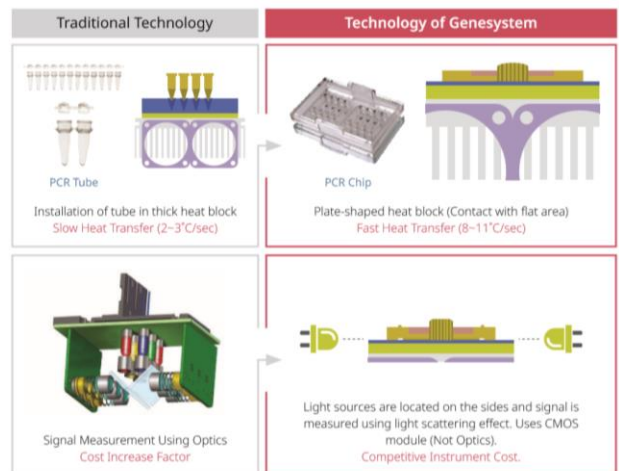 Traditional Technology
Technology of Genesystem
PCR Tube
Installation of tube in thick heat block
Slow Heat Transfer (2~3˚C/sec)
PCR Chip
Plate-shaped heat block (Contact with flat area)
Fast Heat Transfer (8~11˚C/sec)
Signal Measurement Using Optics
Cost Increase Factor
Light sources are located on the sides and signal is
measured using light scattering effect. Uses CMOS
module (Not Optics).
Competitive Instrument Cost.